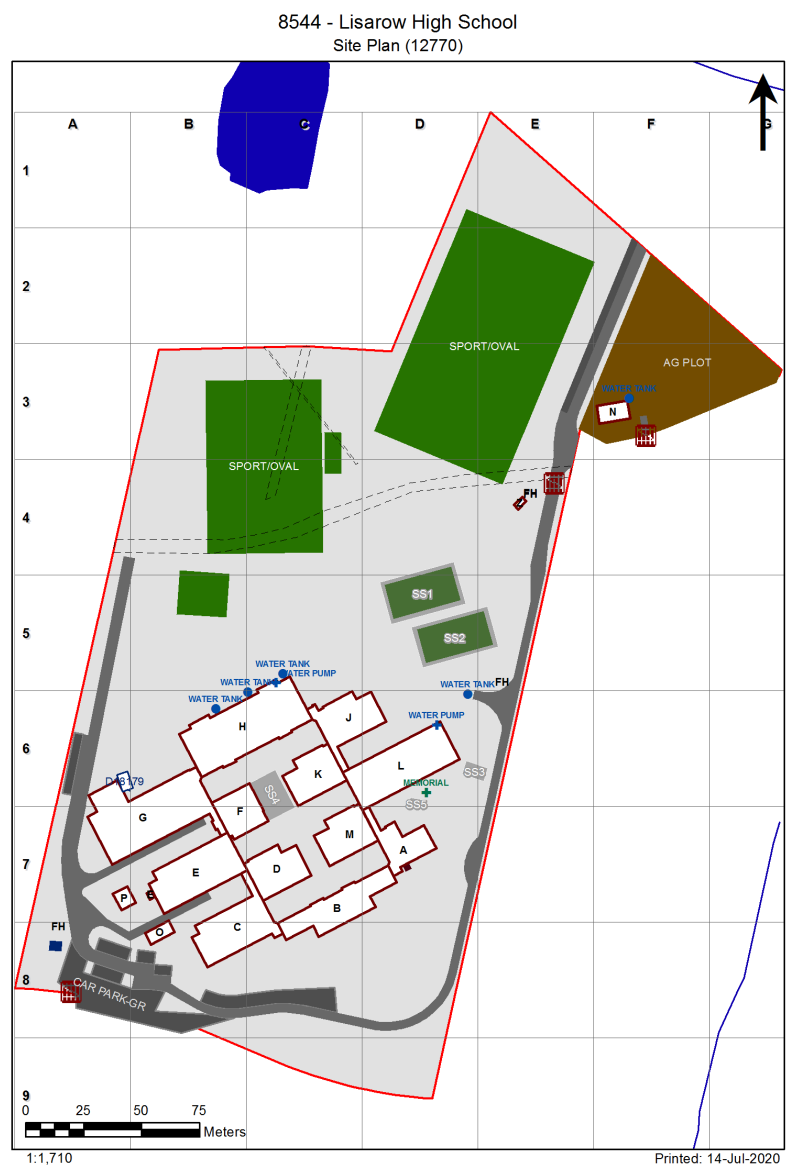 8544 - Lisarow High School
Site Plan (12770)
A B C D E F G
1
2
SPORT/OVAL
AG PLOT
3
WATER TANK
N
SPORT/OVAL
FH
4
SS1
5
SS2
WATER TANK
WATER PUMP
WATER TANK
WATER TANK
FH
WATER TANK
WATER PUMP
J
H
6
L
K
SS3
MEMORIAL
SS4
SS5
F
G
M
A
7
D
E
P
B
C
O
FH
8
CAR PARK-GR
9
0 25 50 75
Meters
1:1,710
Printed: 14-Jul-2020